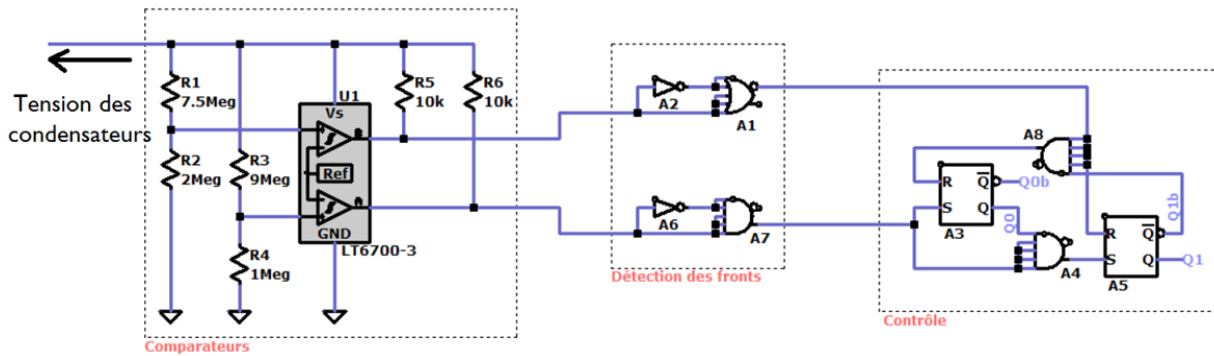 Tension des
condensateurs
R1
7.5Meg
R2
2Meg
R3
9Meg
R4
1Meg
U1
Vs
B
Ref
A
GND
LT6700-3
R5
10k
R6
10k
Comparateurs
A2
A1
A6
A7
Détection des fronts
A8
R
Q
Q0b
S
Q
A3
Q0
A4
R
Q
S
Q
A5
Q1b
Q1
Contrôle